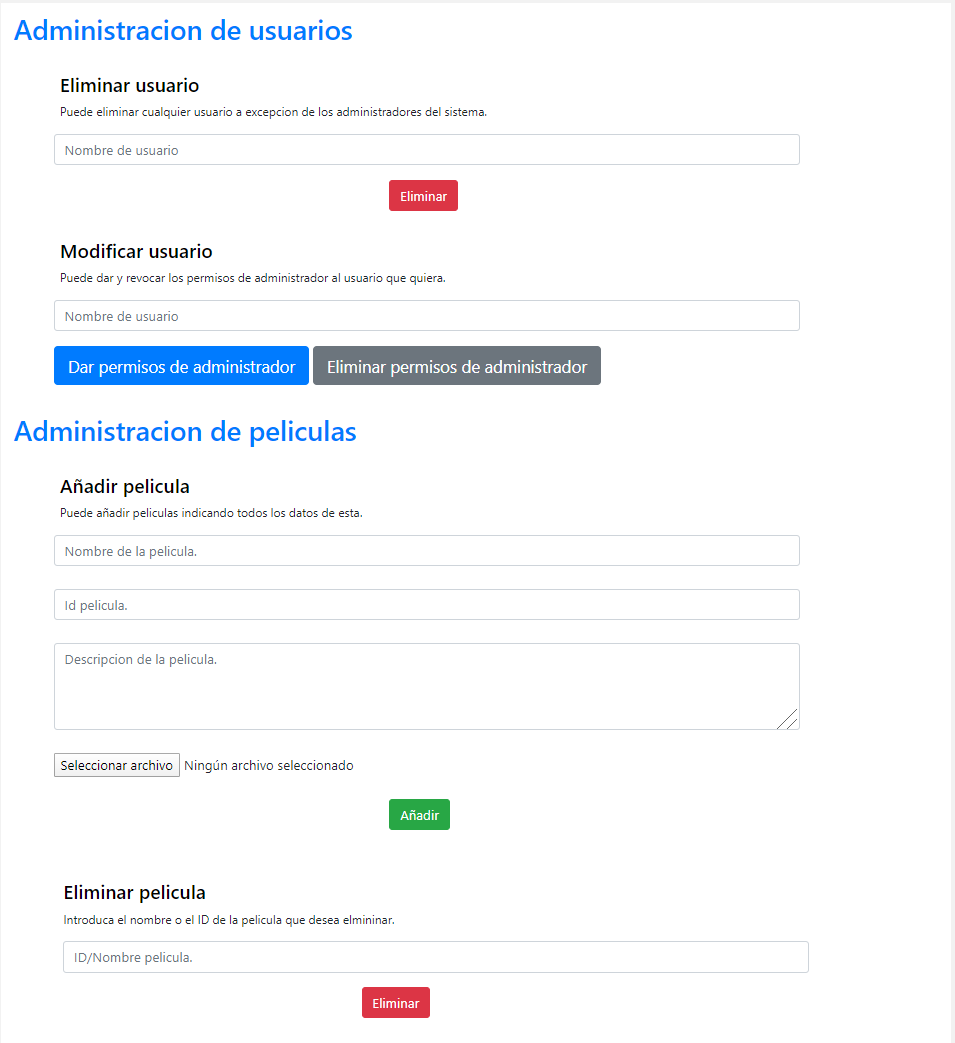 Administracion de usuarios
Eliminar usuario
Puede eliminar cualquier usuario a excepcion de los administradores del sistema.
Nombre de usuario
Eliminar
Modificar usuario
Puede dar y revocar los permisos de administrador al usuario que quiera.
Nombre de usuario
Dar permisos de administrador Eliminar permisos de administrador
Administracion de peliculas
Añadir pelicula
Puede añadir peliculas indicando todos los datos de esta.
Nombre de la pelicula.
Id pelicula.
Descripcion de la pelicula.
Seleccionar archivo Ningún archivo seleccionado
Añadir
Eliminar pelicula
Introduca el nombre o el ID de la pelicula que desea elmininar.
ID/Nombre pelicula.
Eliminar